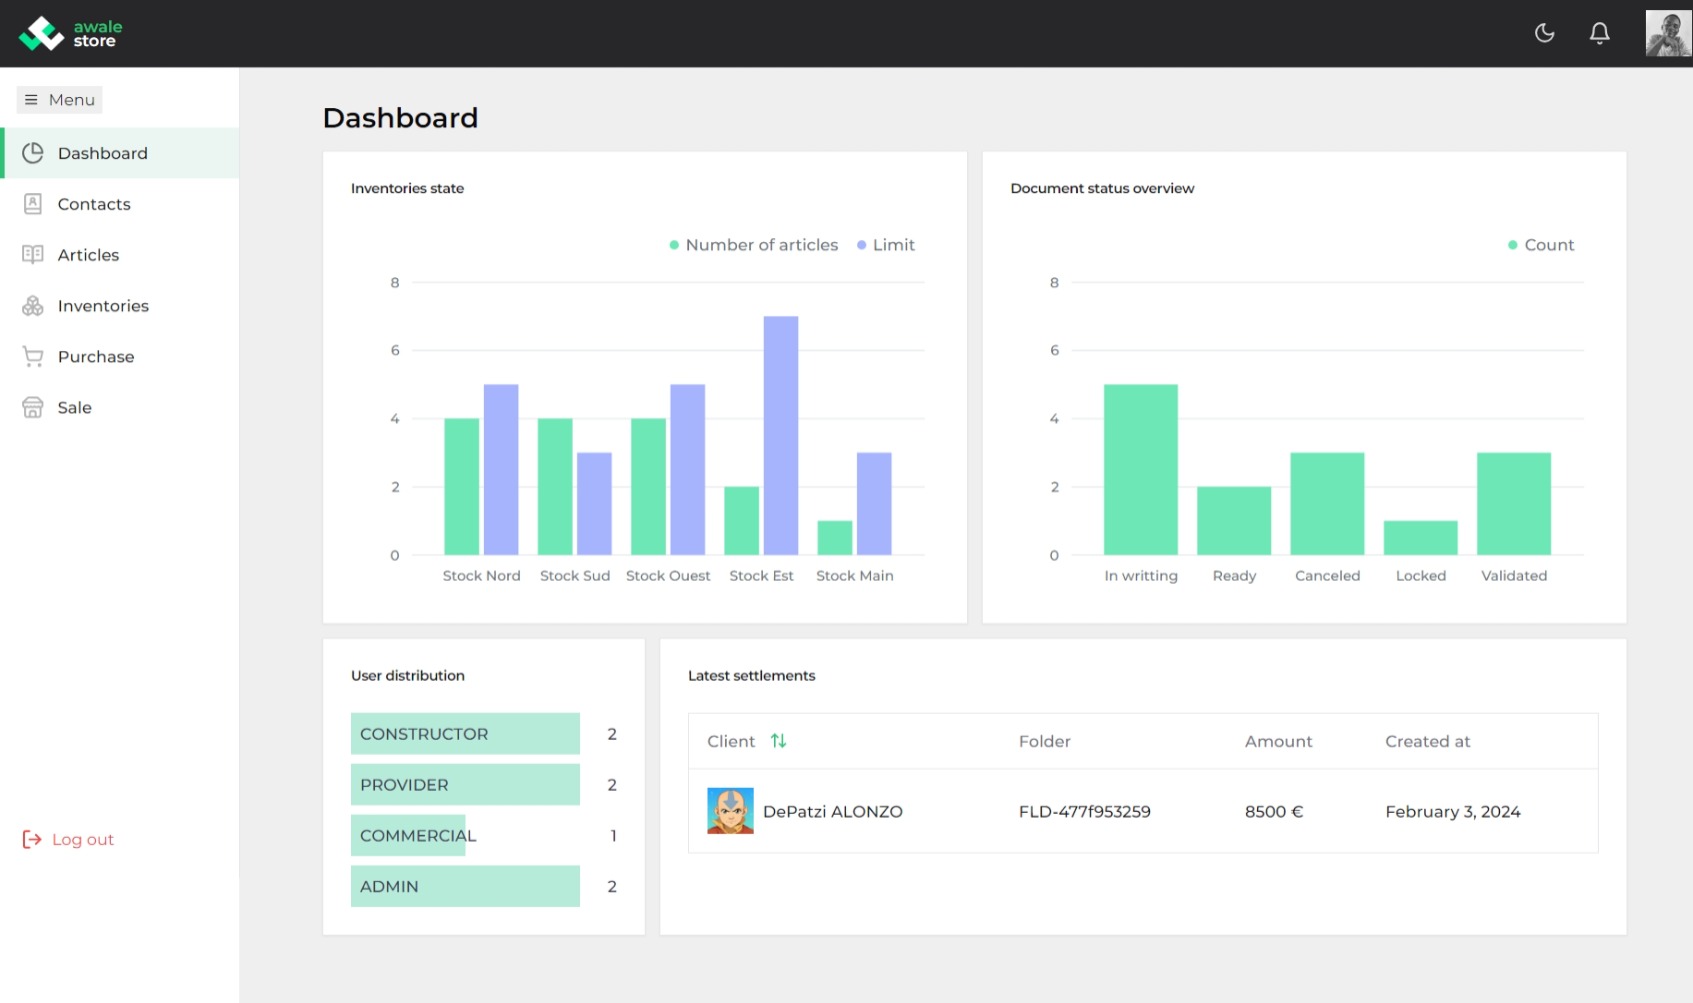 awale
store
Menu
Dashboard
Contacts
Articles
Inventories
Purchase
Sale
Log out
Dashboard
Inventories state
Number of articles Limit
8
6
4
2
0
Stock Nord Stock Sud Stock Ouest Stock Est Stock Main
Document status overview
Count
8
6
4
2
0
In writting Ready Canceled Locked Validated
User distribution
CONSTRUCTOR 2
PROVIDER 2
COMMERCIAL 1
ADMIN 2
Latest settlements
Client Folder Amount Created at
DePatzi ALONZO FLD-477f953259 8500 € February 3, 2024